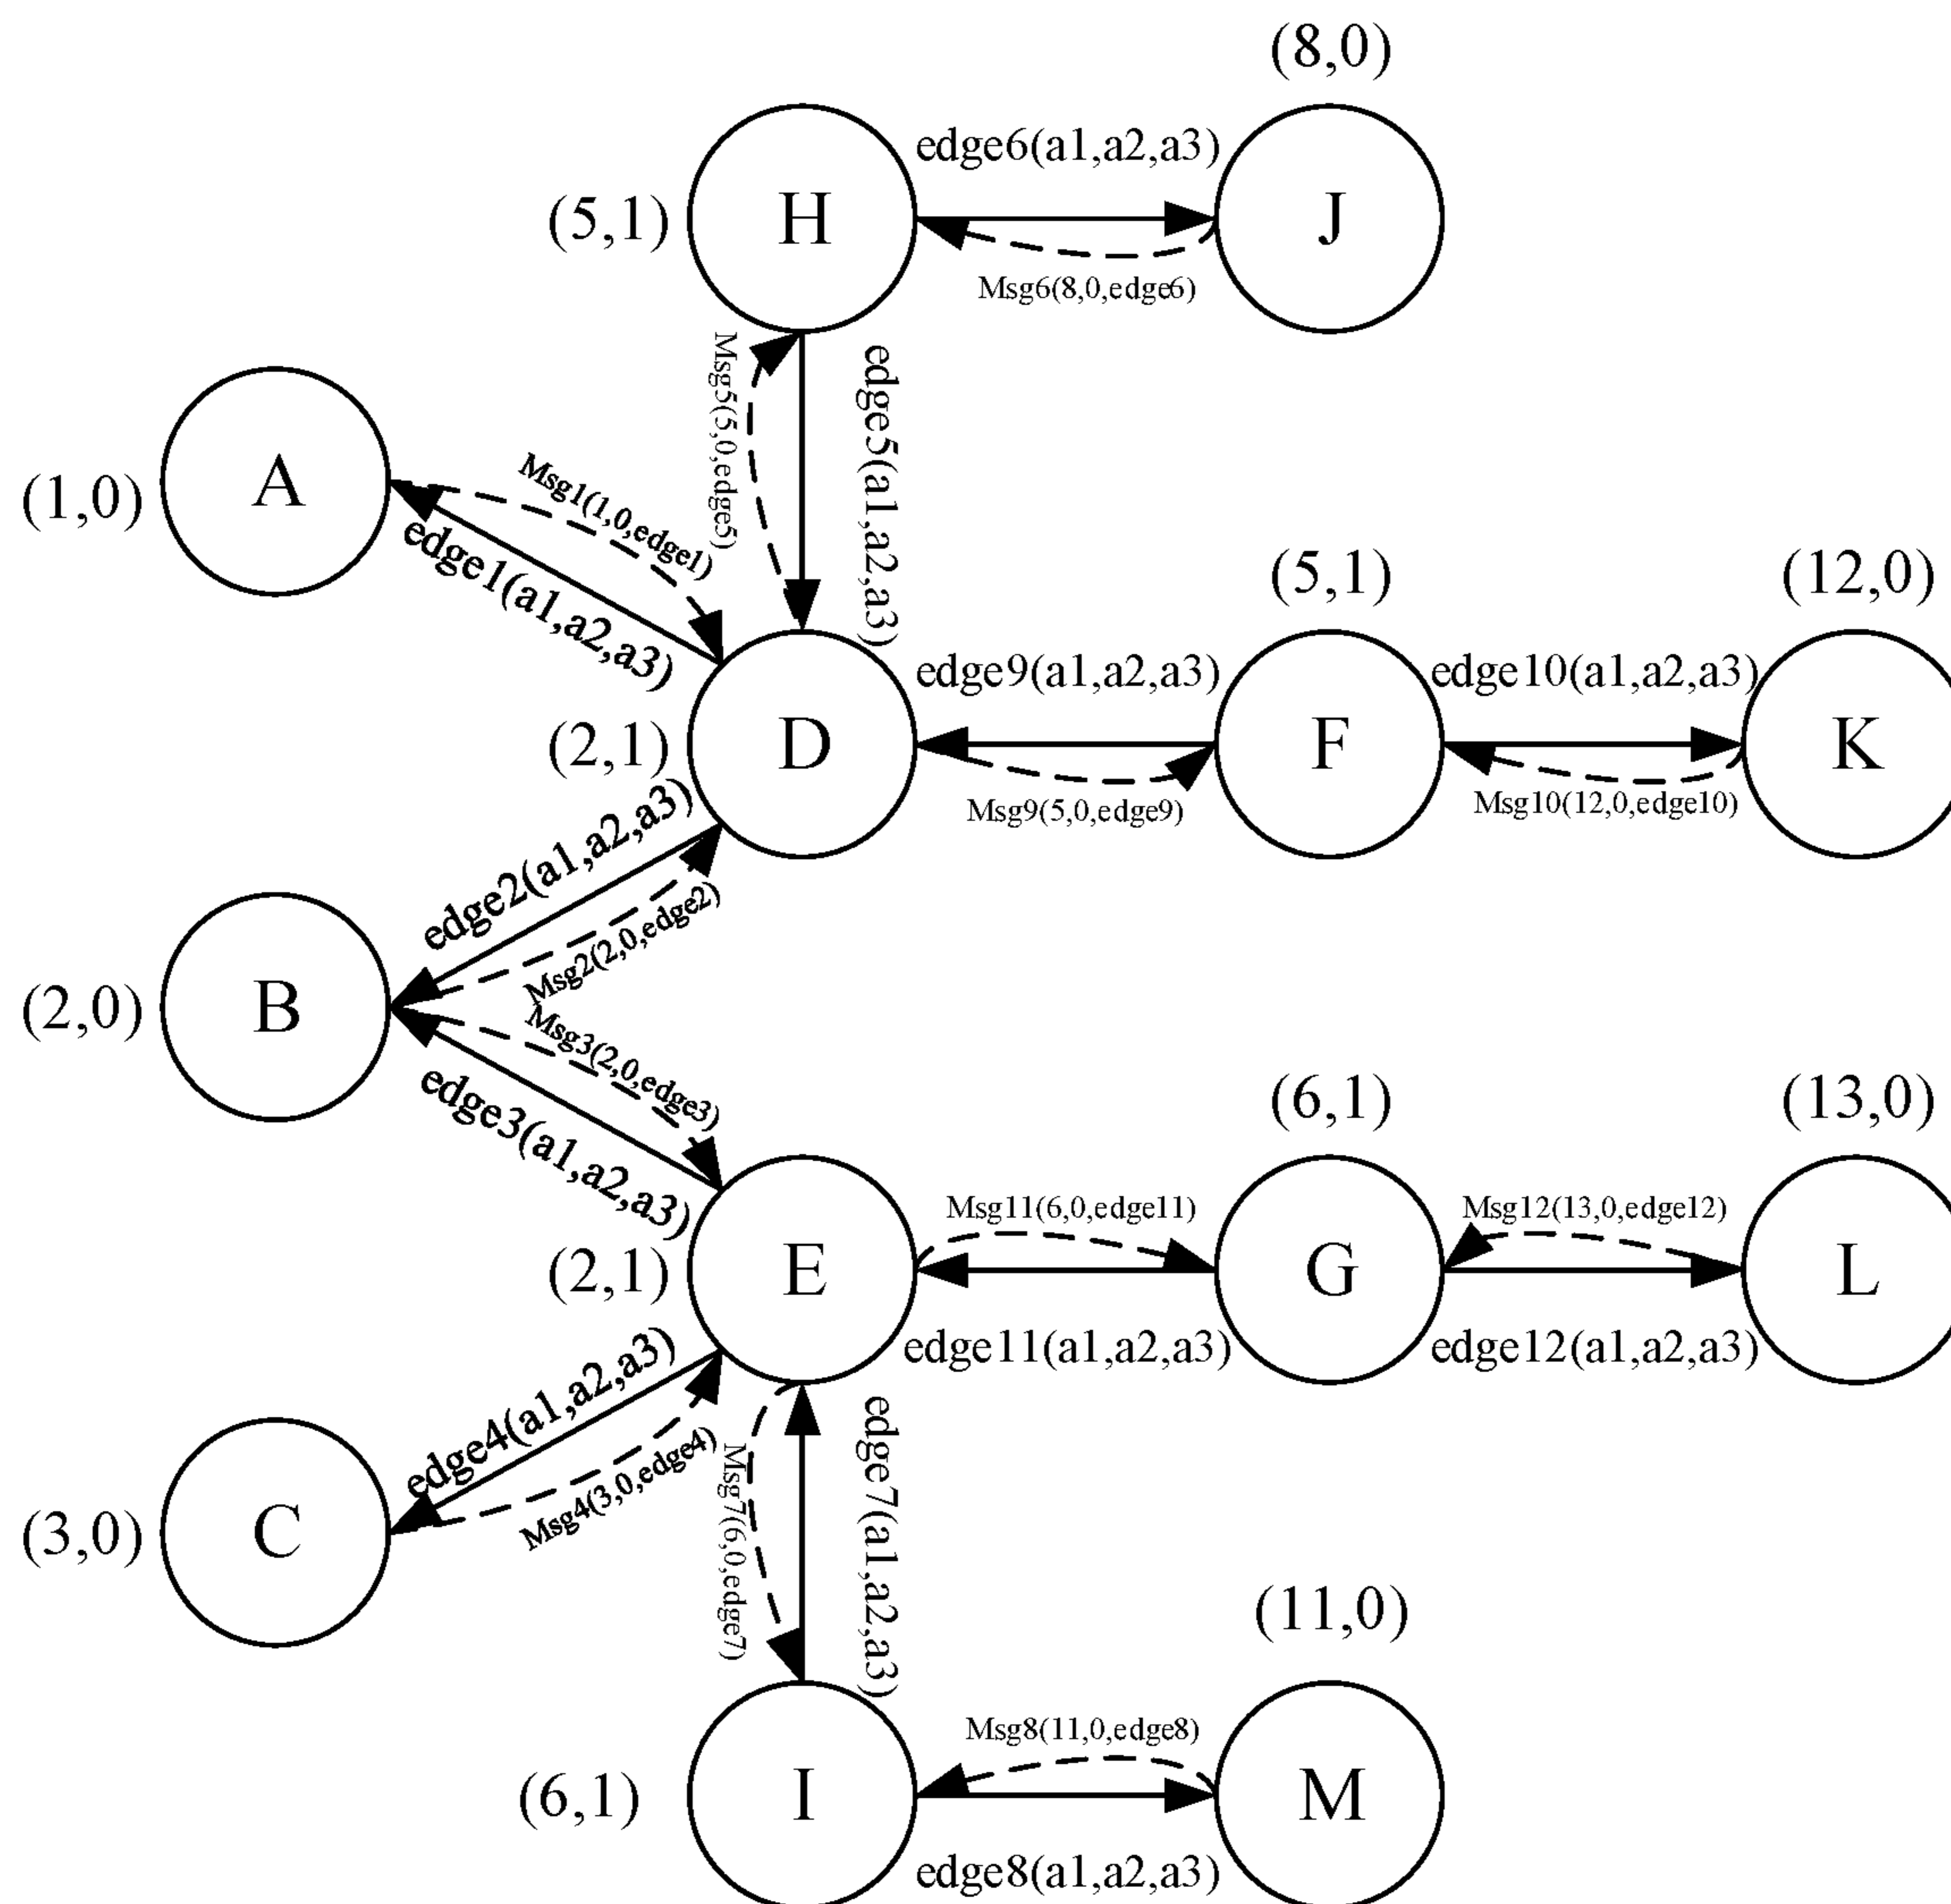 (8,0)
edge6(a1,a2,a3)
(5,1)
H
J
Msg6(8,0,edge6)
Msg5(5,0,edge5)
edge5(a1,a2,a3)
A
(1,0)
Msg1(1,0,edge1)
edge1(a1,a2,a3)
(5,1)
(12,0)
edge9(a1,a2,a3)
edge10(a1,a2,a3)
(2,1)
D
F
K
Msg9(5,0,edge9)
Msg10(12,0,edge10)
edge2(a1,a2,a3)
Msg2(2,0,edge2)
(2,0)
B
Msg3(2,0,edge3)
edge3(a1,a2,a3)
(6,1)
(13,0)
Msg11(6,0,edge11)
Msg12(13,0,edge12)
(2,1)
E
G
L
edge11(a1,a2,a3)
edge12(a1,a2,a3)
edge4(a1,a2,a3)
Msg4(3,0,edge4)
(3,0)
C
Msg7(6,0,edge7)
edge7(a1,a2,a3)
(11,0)
Msg8(11,0,edge8)
(6,1)
I
M
edge8(a1,a2,a3)